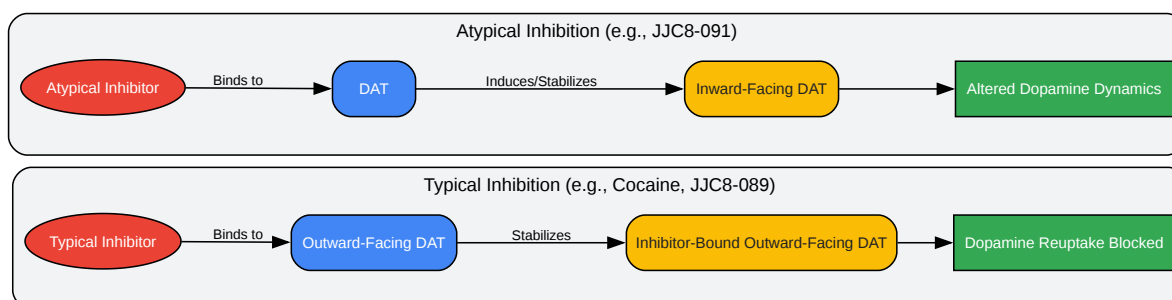 Atypical Inhibition (e.g., JJC8-091)
Atypical Inhibitor
Binds to
DAT
Induces/Stabilizes
Inward-Facing DAT
Altered Dopamine Dynamics
Typical Inhibition (e.g., Cocaine, JJC8-089)
Typical Inhibitor
Binds to
Outward-Facing DAT
Stabilizes
Inhibitor-Bound Outward-Facing DAT
Dopamine Reuptake Blocked